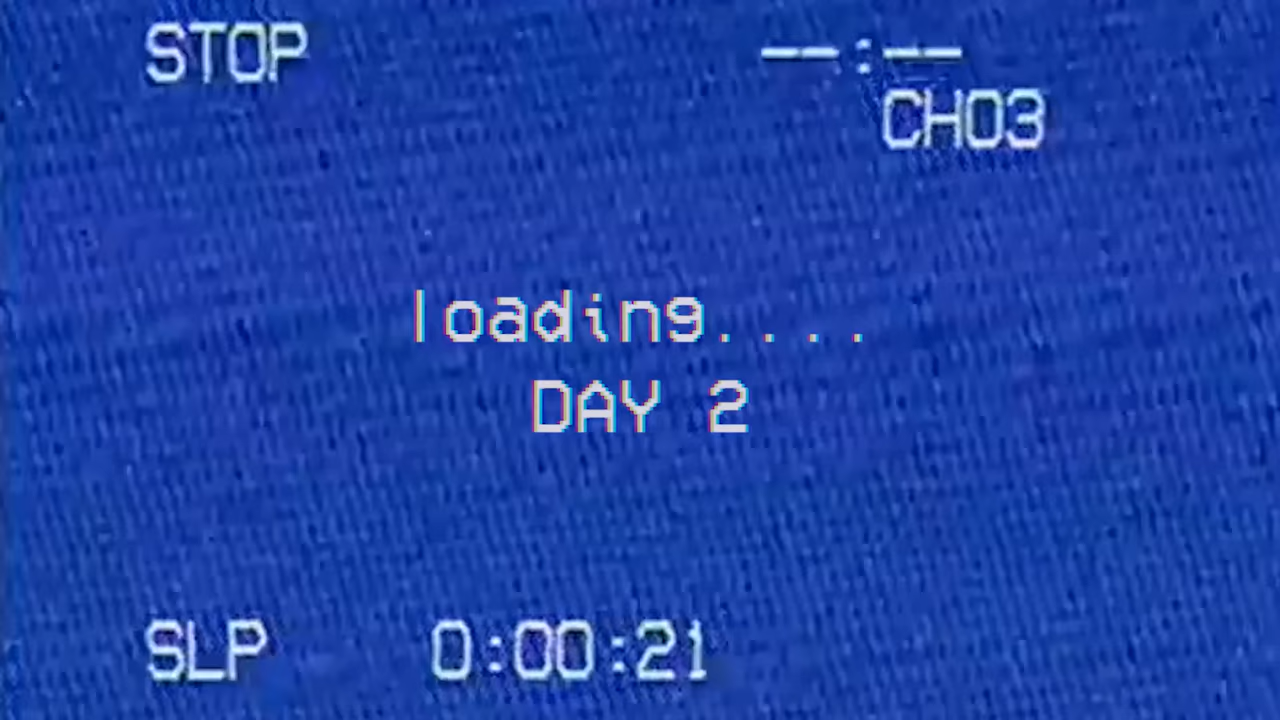 STOP
--:--
CH03
loading....
DAY 2
SLP 0:00:21